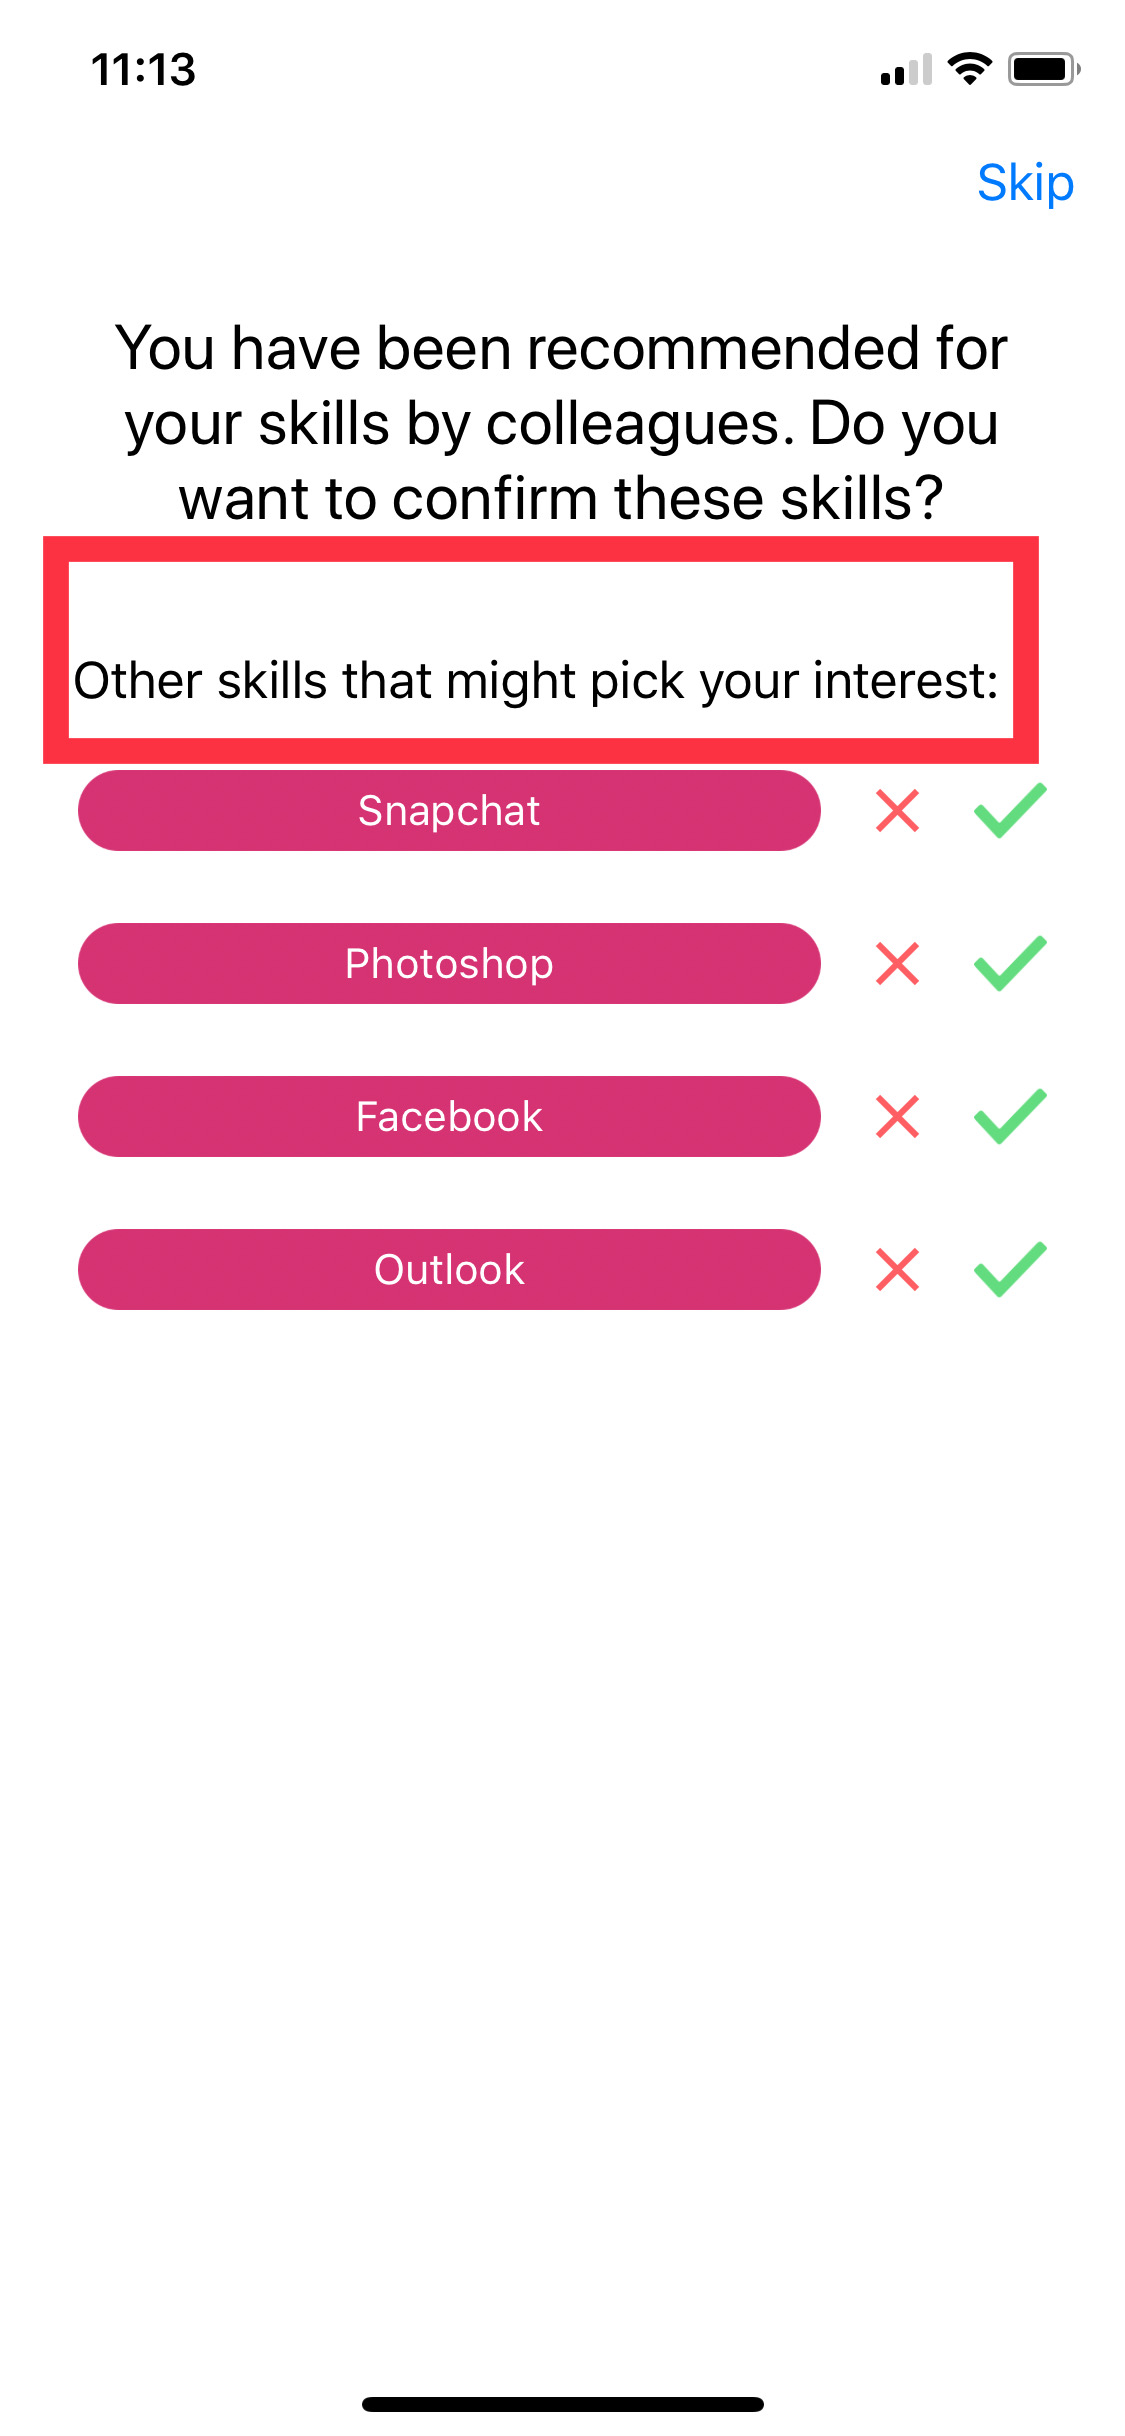 11:13
Skip
You have been recommended for
your skills by colleagues. Do you
want to confirm these skills?
Other skills that might pick your interest:
Snapchat
Photoshop
Facebook
Outlook